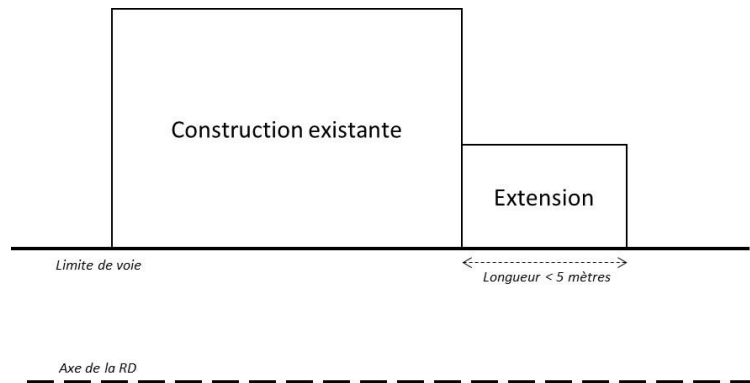 Construction existante
Extension
Limite de voie
Longueur < 5 mètres
Axe de la RD